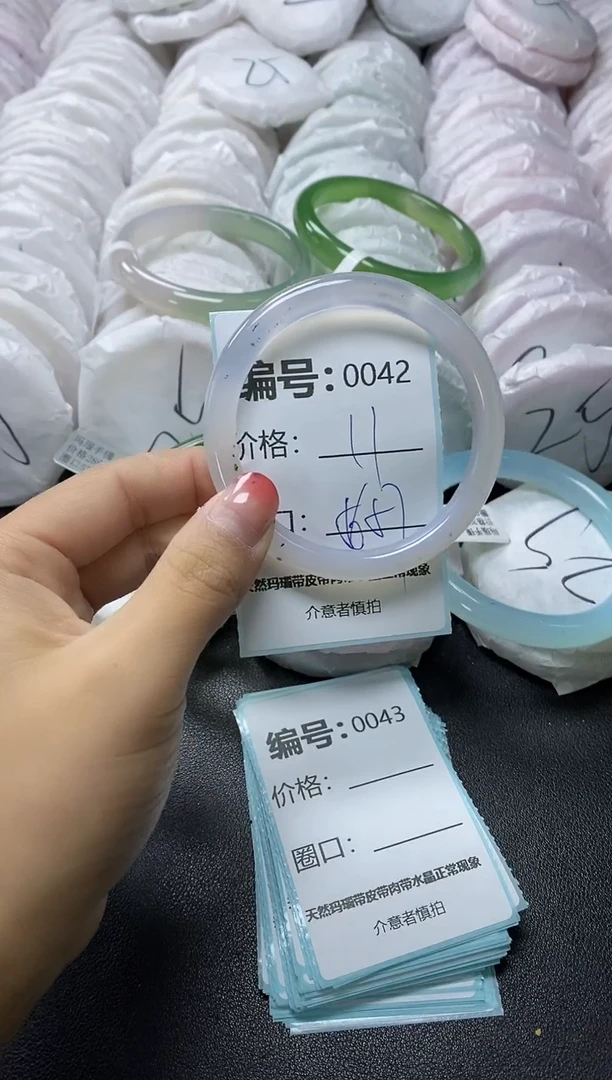 编号：0042
价格： 11
口：
天然玛瑙带皮带肉带水晶正常现象
介意者慎拍
编号：0043
价格：
圈口：
天然玛瑙带皮带肉带水晶正常现象
介意者慎拍